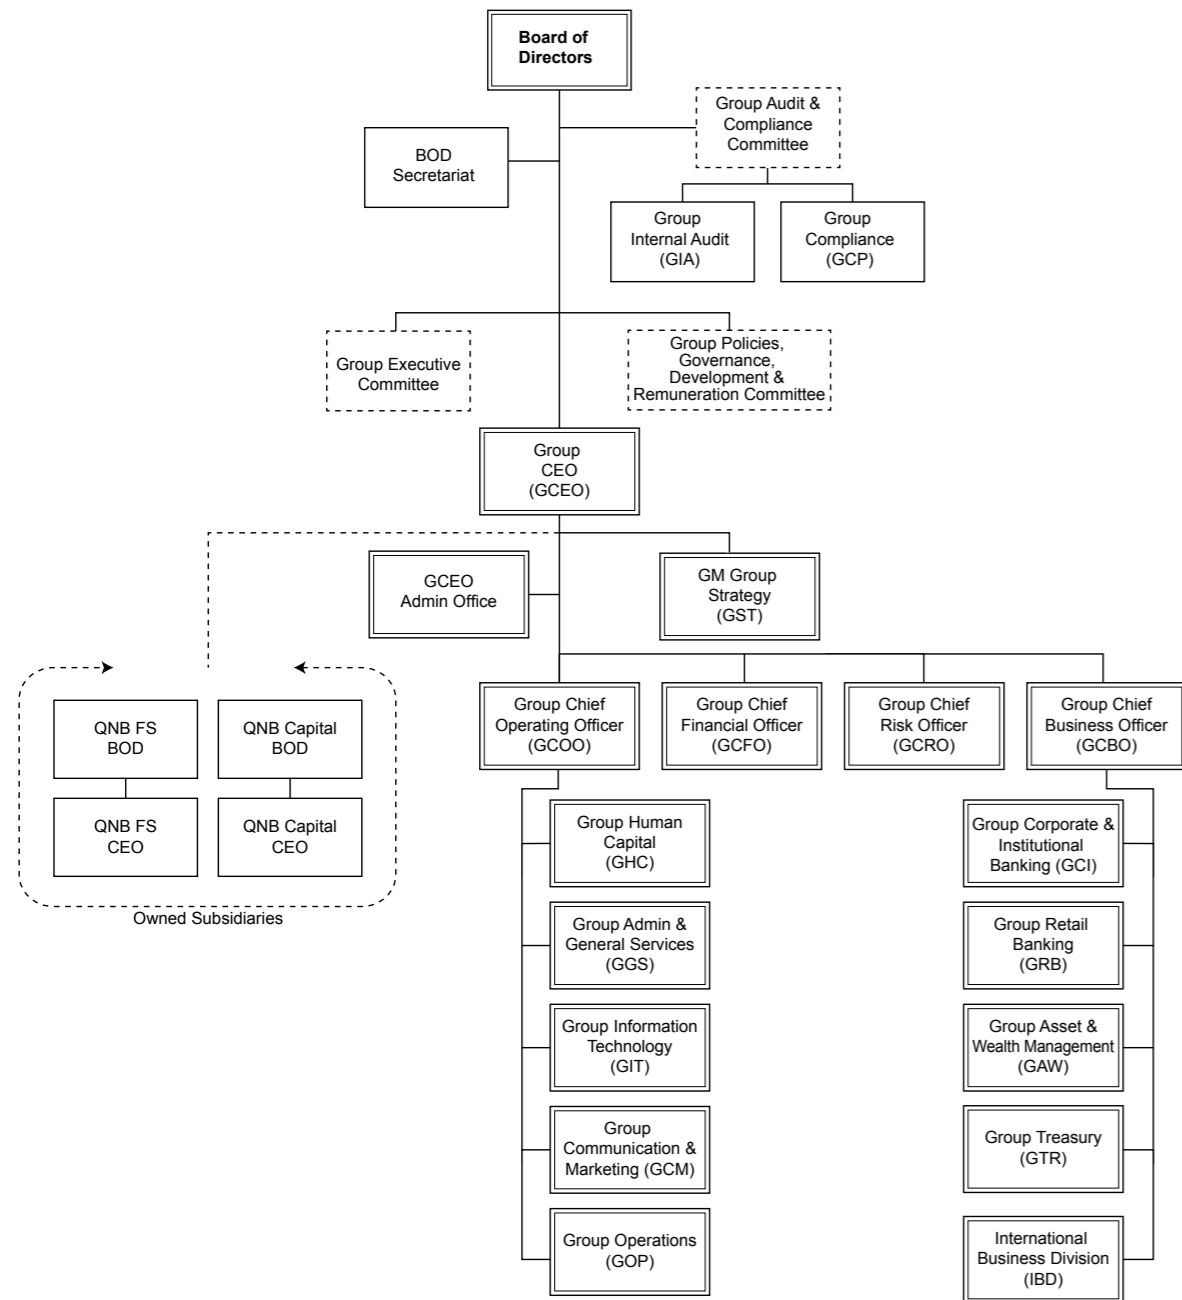 Board of
Directors
Group Audit &
Compliance
Committee
BOD
Secretariat
Group
Internal Audit
(GIA)
Group
Compliance
(GCP)
Group Executive
Committee
Group Policies,
Governance,
Development &
Remuneration Committee
Group
CEO
(GCEO)
GCEO
Admin Office
GM Group
Strategy
(GST)
QNB FS
BOD
QNB Capital
BOD
QNB FS
CEO
QNB Capital
CEO
Owned Subsidiaries
Group Chief
Operating Officer
(GCOO)
Group Chief
Financial Officer
(GCFO)
Group Chief
Risk Officer
(GCRO)
Group Chief
Business Officer
(GCBO)
Group Human
Capital
(GHC)
Group Admin &
General Services
(GGS)
Group Information
Technology
(GIT)
Group
Communication &
Marketing (GCM)
Group Operations
(GOP)
Group Corporate &
Institutional
Banking (GCI)
Group Retail
Banking
(GRB)
Group Asset &
Wealth Management
(GAW)
Group Treasury
(GTR)
International
Business Division
(IBD)